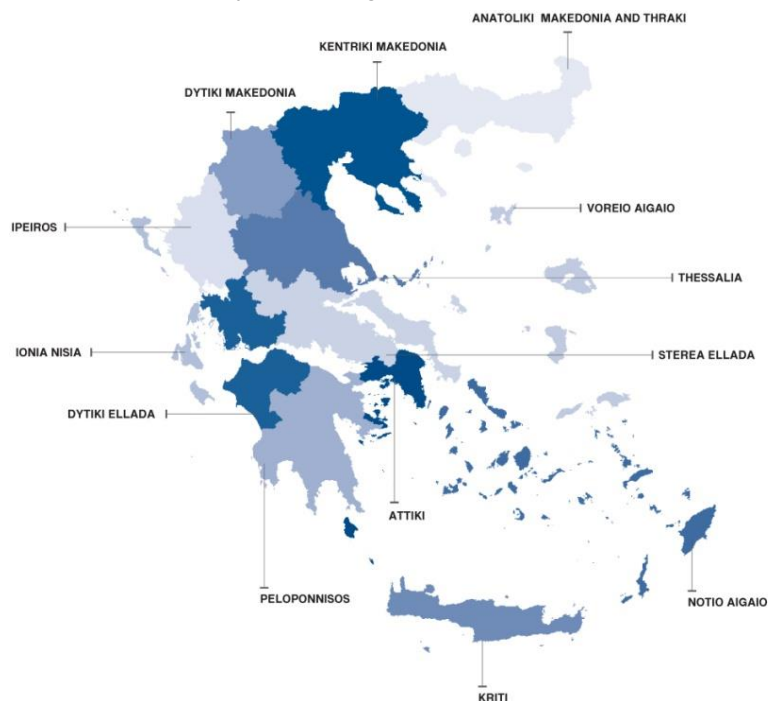 ANATOLIKI MAKEDONIA AND THRAKI
KENTRIKI MAKEDONIA
DYTIKI MAKEDONIA
VOREIO AIGAIO
IPEIROS
THESSALIA
IONIA NISIA
STEREA ELLADA
DYTIKI ELLADA
ATTIKI
PELOPONNISOS
NOTIO AIGAIO
KRITI